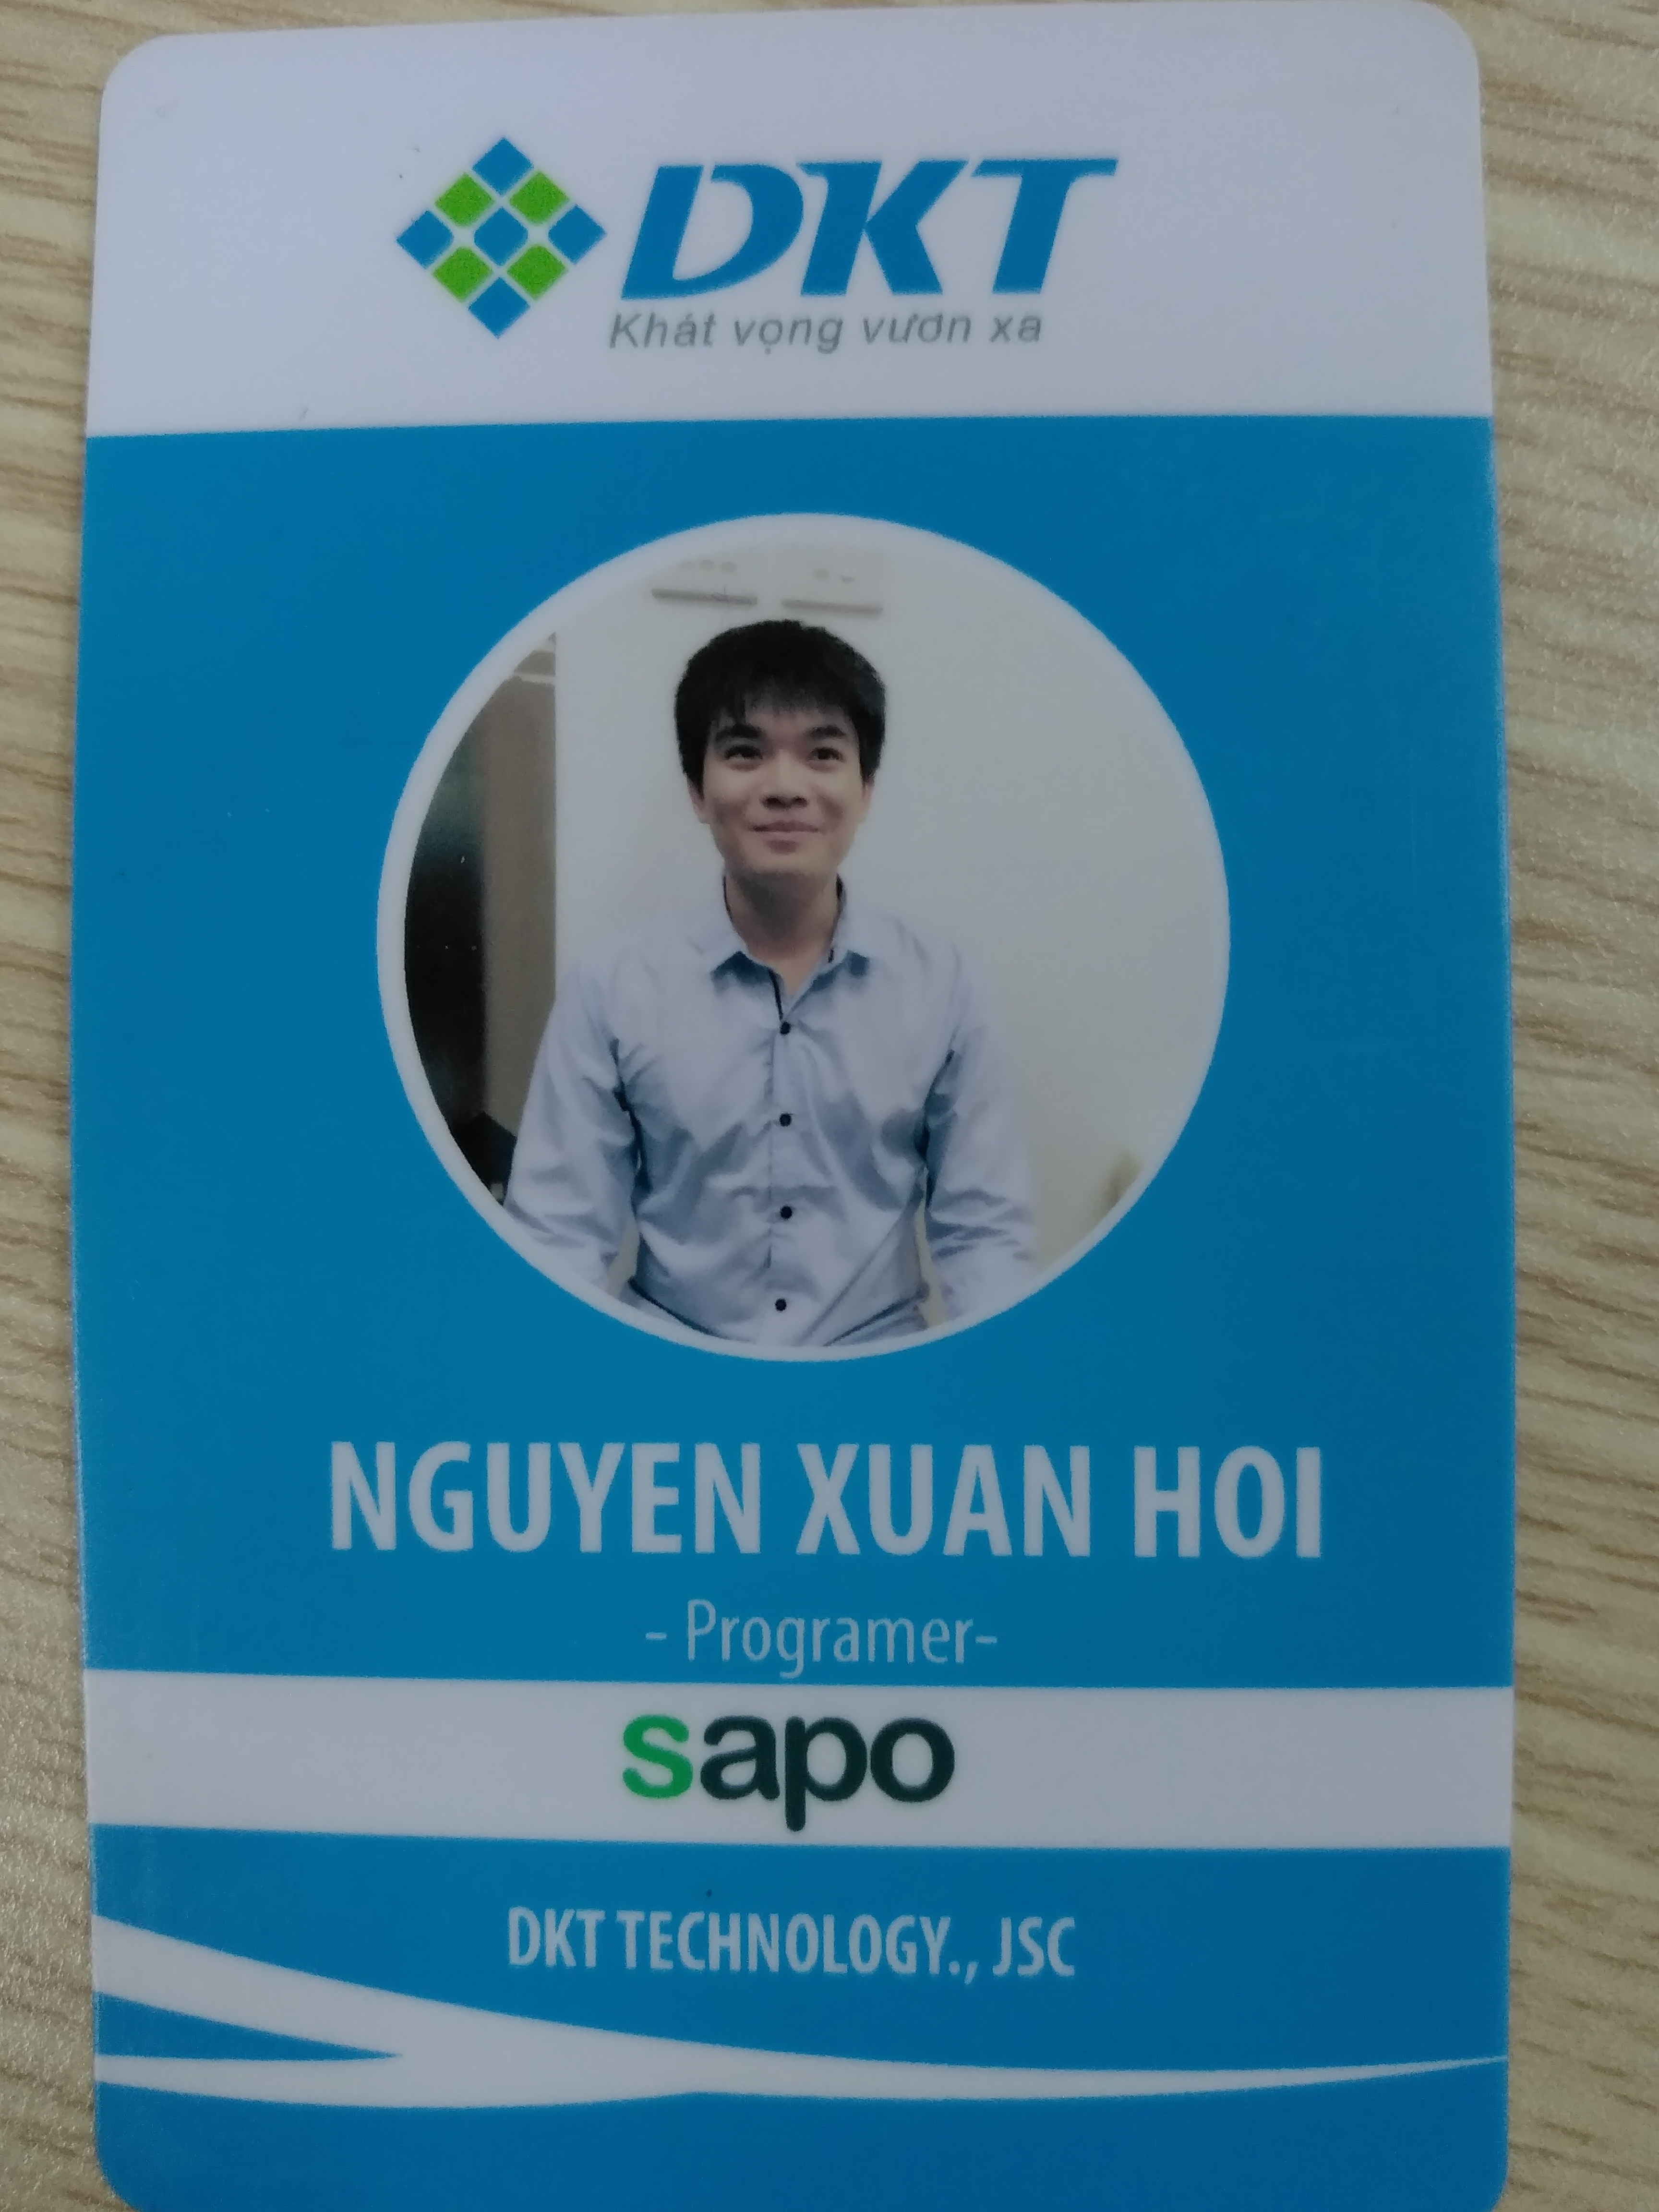 DKT
Khát vọng vươn xa
NGUYEN XUAN HOI
- Programer-
sapo
DKT TECHNOLOGY., JSC